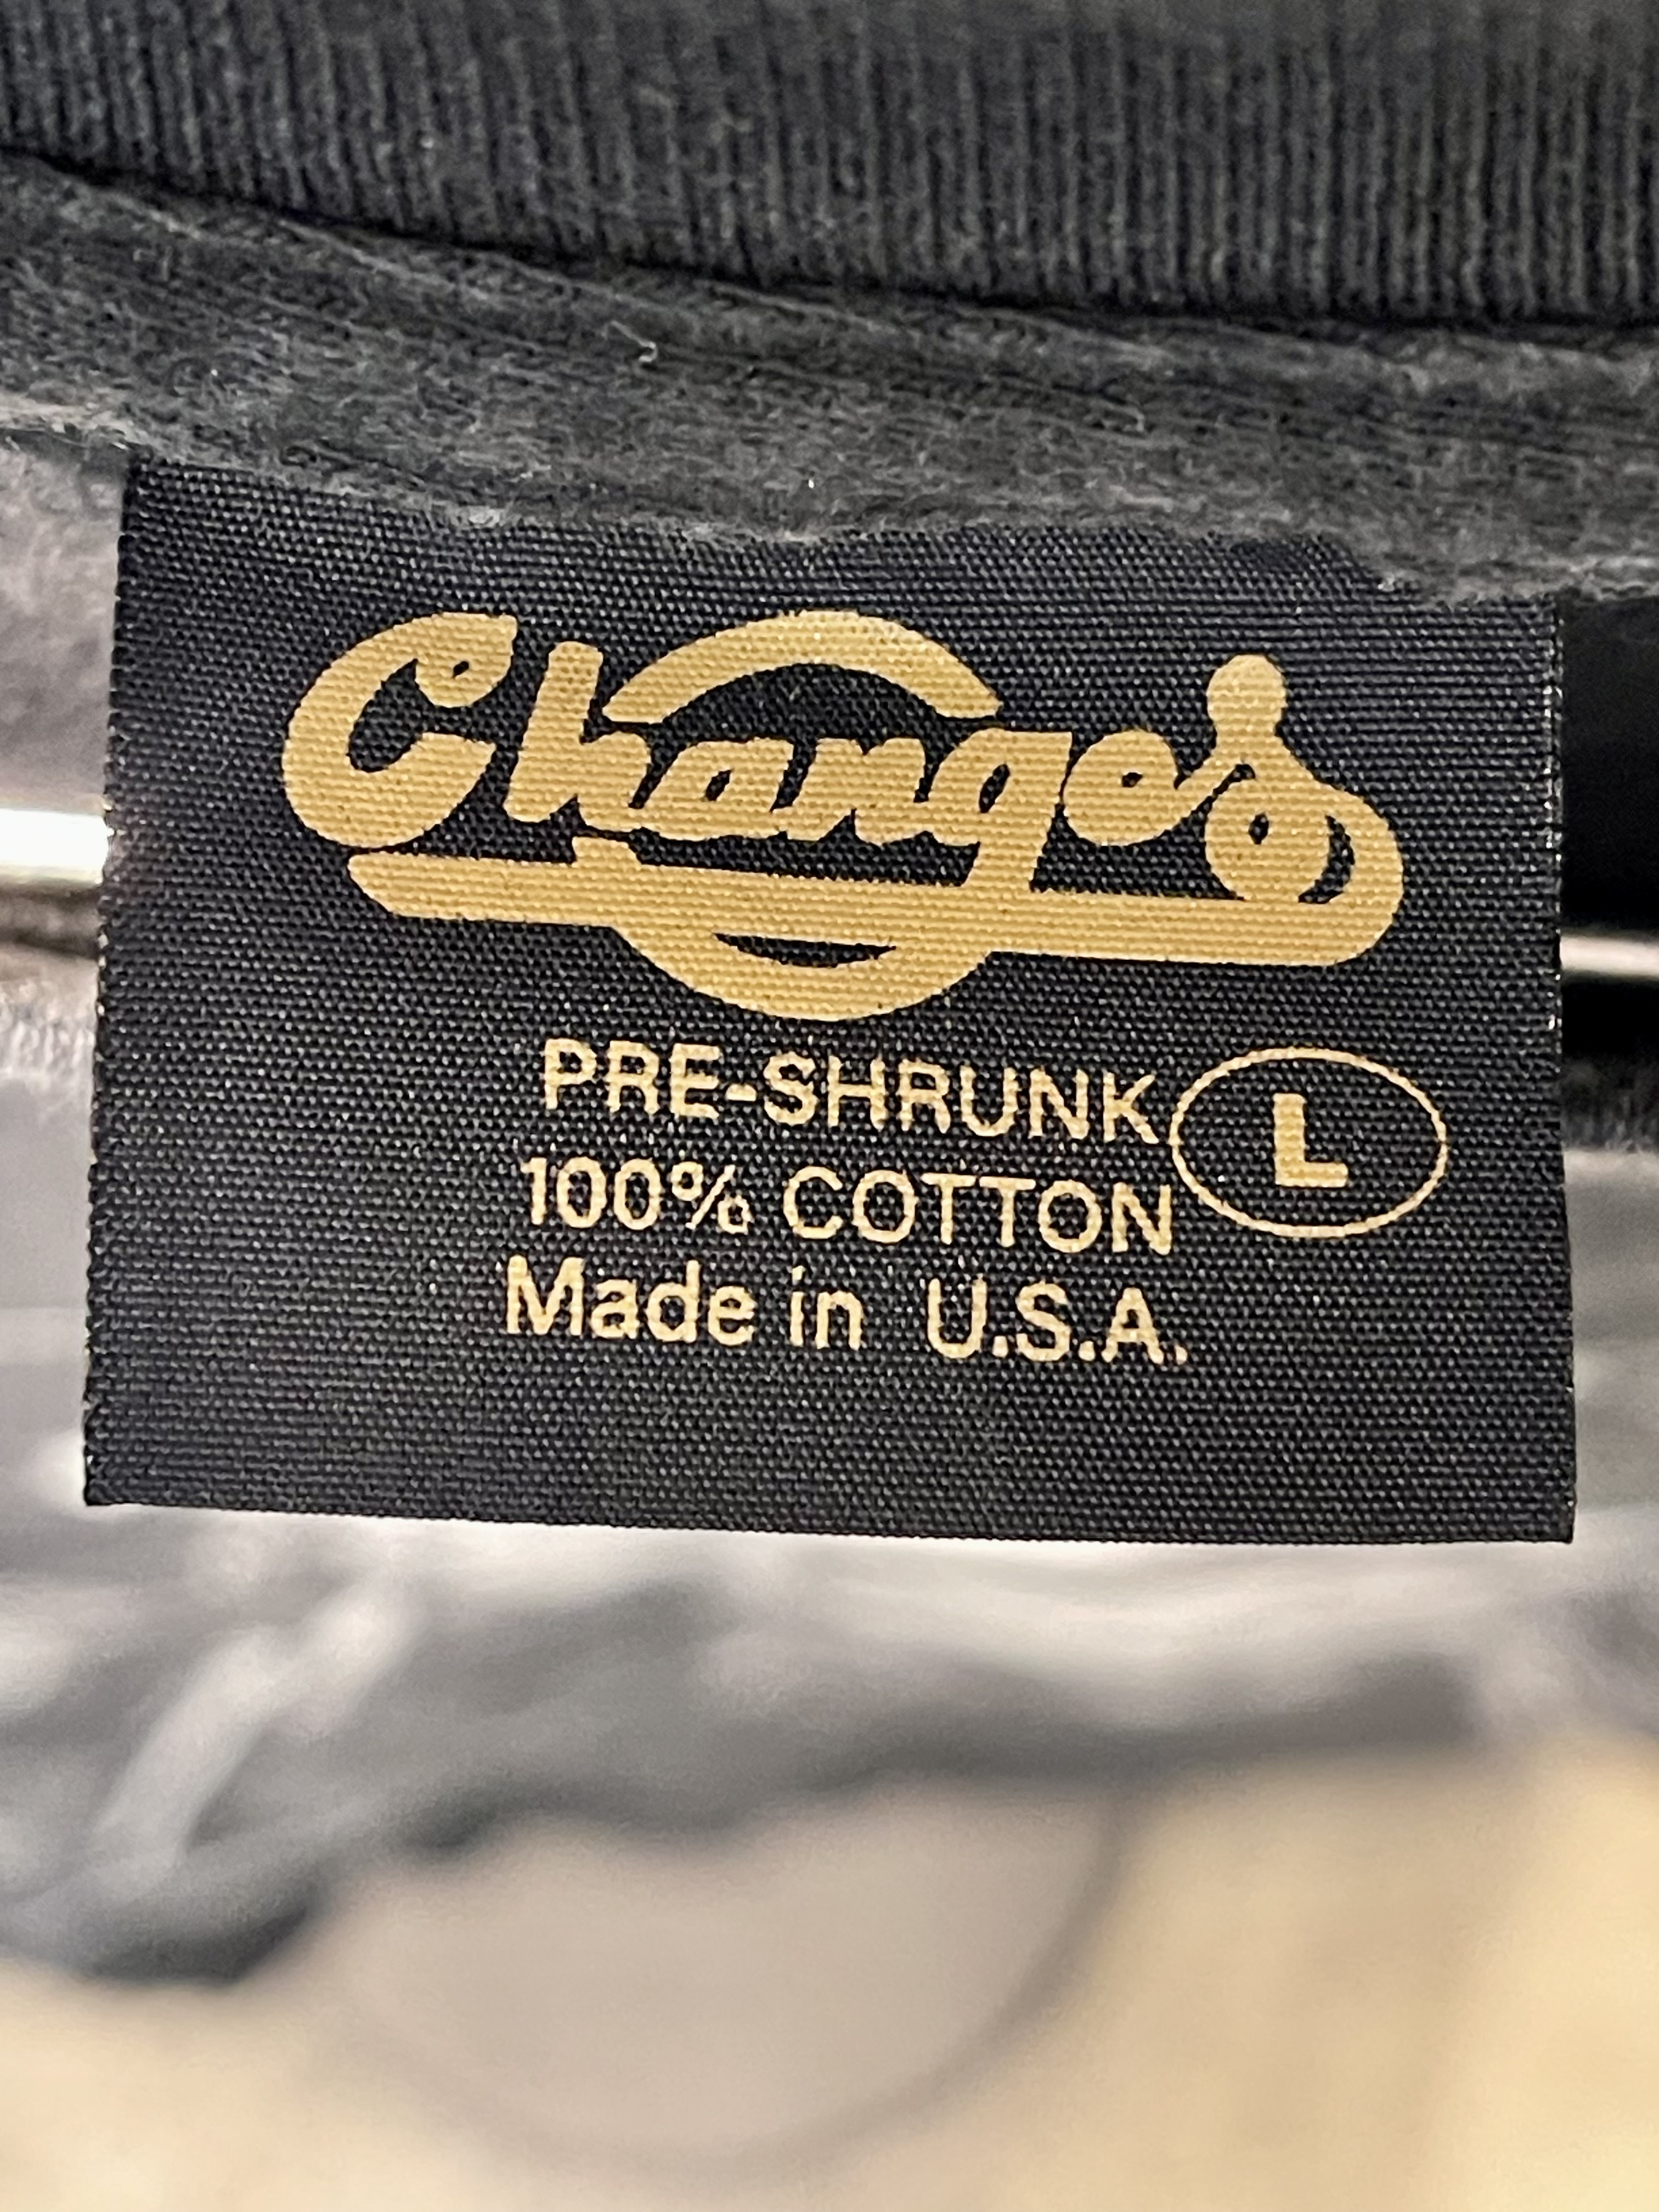 Changes
PRE-SHRUNK
L
100% COTTON
Made in U.S.A.